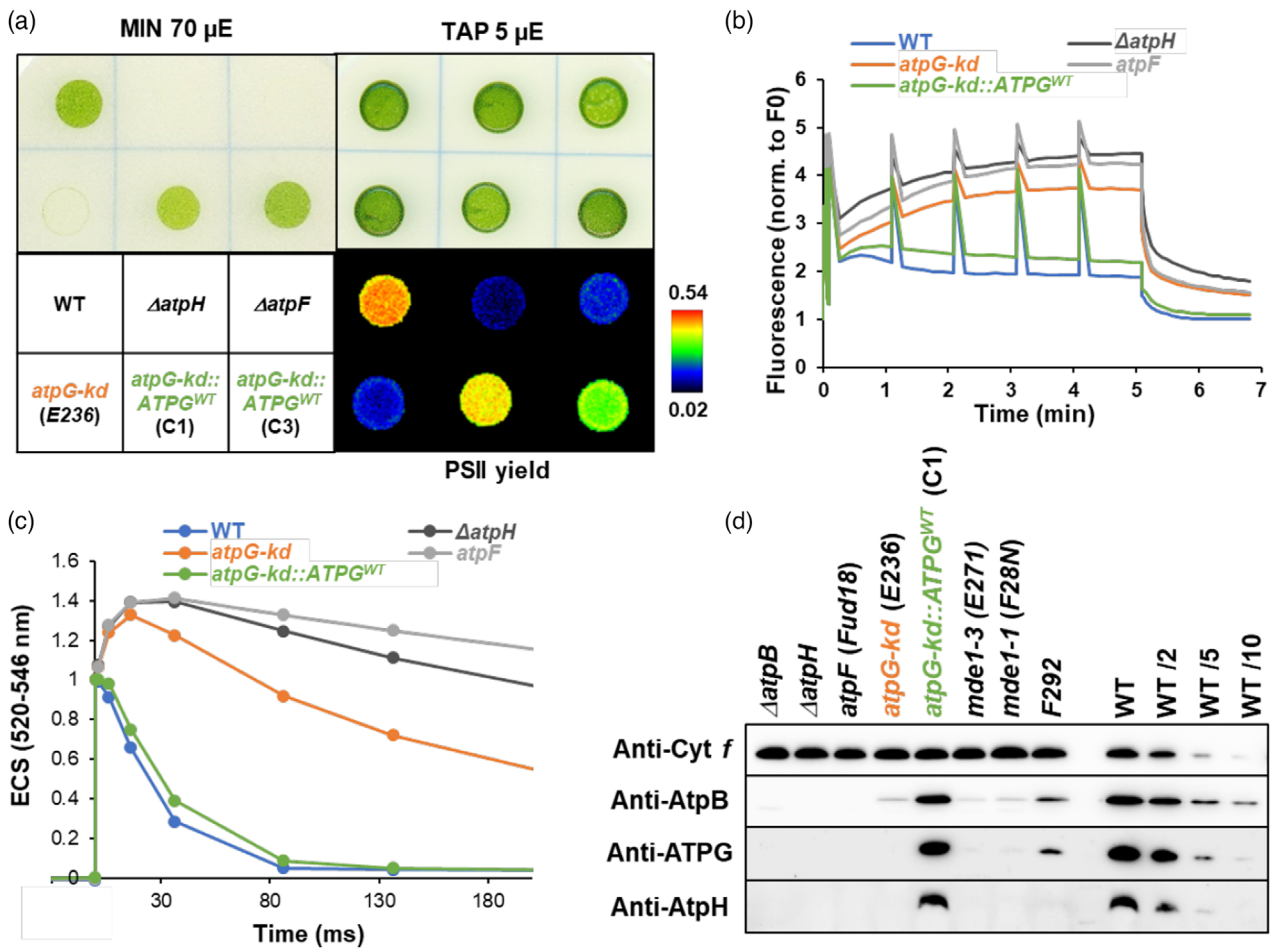 (a)
MIN 70 µE
TAP 5 µE
WT
ΔatpH
ΔatpF
atpG-kd
(E236)
atpG-kd::
ATPG^WT
(C1)
atpG-kd::
ATPG^WT
(C3)
0.54
0.02
PSII yield
(b)
WT
ΔatpH
atpG-kd
atpF
atpG-kd::ATPG^WT
Fluorescence (norm. to F0)
6
5
4
3
2
1
0
1
2
3
4
5
6
7
Time (min)
(c)
WT
ΔatpH
atpG-kd
atpF
atpG-kd::ATPG^WT
ECS (520-546 nm)
1.6
1.4
1.2
1
0.8
0.6
0.4
0.2
0
30
80
130
180
Time (ms)
(d)
ΔatpB
ΔatpH
atpF (Fud18)
atpG-kd (E236)
atpG-kd::ATPG^WT (C1)
mde1-3 (E271)
mde1-1 (F28N)
F292
WT
WT /2
WT /5
WT /10
Anti-Cyt f
Anti-AtpB
Anti-ATPG
Anti-AtpH